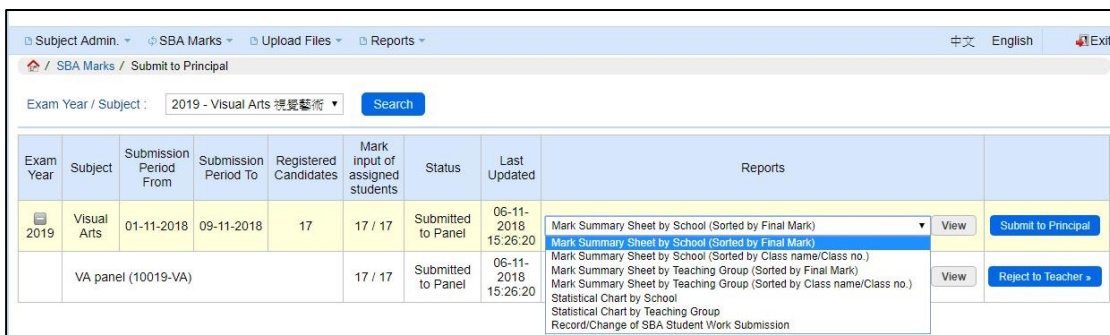 Subject Admin. SBA Marks Upload Files Reports 中文 English Exit
/ SBA Marks / Submit to Principal
Exam Year / Subject : 2019 - Visual Arts 視覺藝術 Search
Exam Year
Subject
Submission Period From
Submission Period To
Registered Candidates
Mark input of assigned students
Status
Last Updated
Reports
2019
Visual Arts
01-11-2018
09-11-2018
17
17 / 17
Submitted to Panel
06-11-2018 15:26:20
Mark Summary Sheet by School (Sorted by Final Mark)
View
Submit to Principal
Mark Summary Sheet by School (Sorted by Final Mark)
Mark Summary Sheet by School (Sorted by Class name/Class no.)
Mark Summary Sheet by Teaching Group (Sorted by Final Mark)
Mark Summary Sheet by Teaching Group (Sorted by Class name/Class no.)
Statistical Chart by School
Statistical Chart by Teaching Group
Record/Change of SBA Student Work Submission
VA panel (10019-VA)
17 / 17
Submitted to Panel
06-11-2018 15:26:20
View
Reject to Teacher »